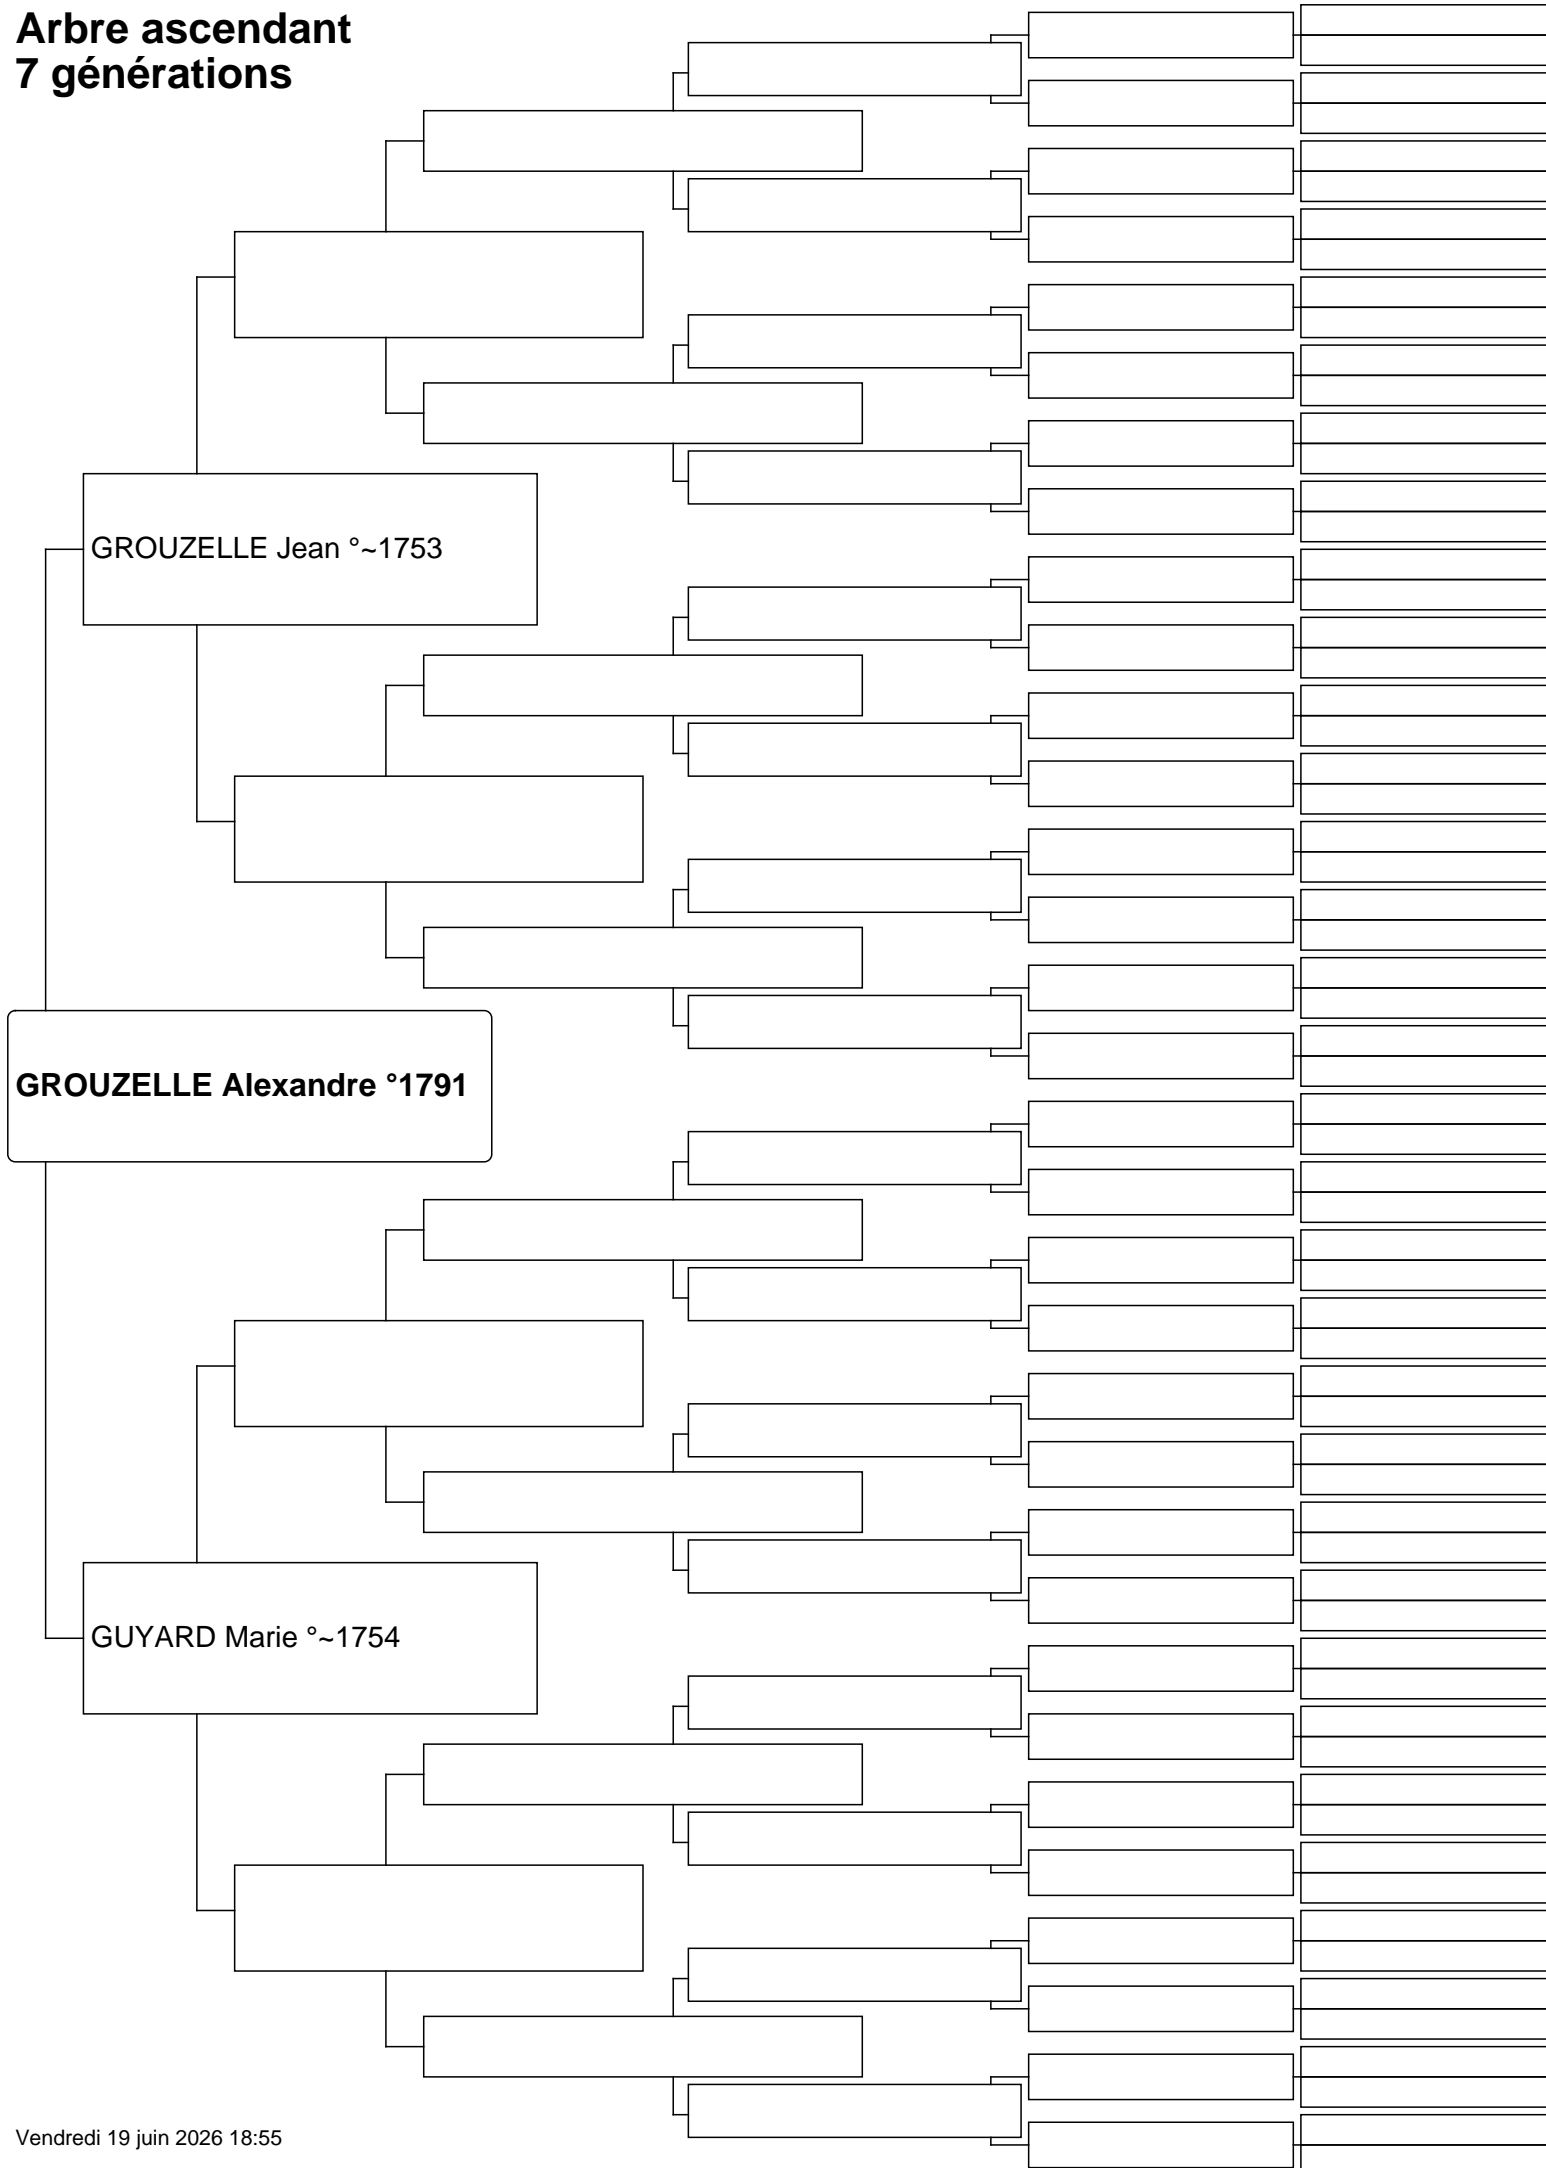 Arbre ascendant
7 générations
GROUZELLE Jean °~1753
GROUZELLE Alexandre °1791
GUYARD Marie °~1754
Vendredi 19 juin 2026 18:55